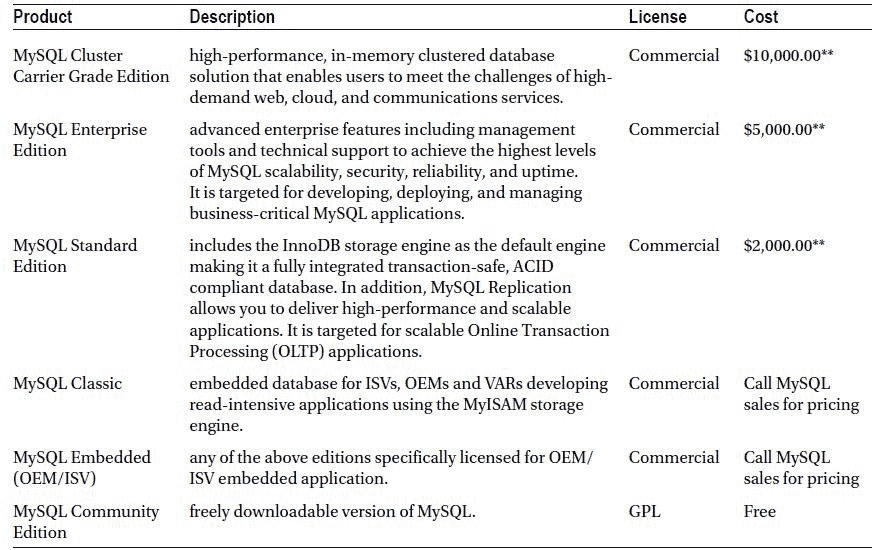 Product Description License Cost
MySQL Cluster high-performance, in-memory clustered database Commercial $10,000.00**
Carrier Grade Edition solution that enables users to meet the challenges of high-
demand web, cloud, and communications services.
MySQL Enterprise advanced enterprise features including management Commercial $5,000.00**
Edition tools and technical support to achieve the highest levels
of MySQL scalability, security, reliability, and uptime.
It is targeted for developing, deploying, and managing
business-critical MySQL applications.
MySQL Standard includes the InnoDB storage engine as the default engine Commercial $2,000.00**
Edition making it a fully integrated transaction-safe, ACID
compliant database. In addition, MySQL Replication
allows you to deliver high-performance and scalable
applications. It is targeted for scalable Online Transaction
Processing (OLTP) applications.
MySQL Classic embedded database for ISVs, OEMs and VARs developing Commercial Call MySQL
read-intensive applications using the MyISAM storage sales for pricing
engine.
MySQL Embedded any of the above editions specifically licensed for OEM/ Commercial Call MySQL
(OEM/ISV) ISV embedded application. sales for pricing
MySQL Community freely downloadable version of MySQL. GPL Free
Edition